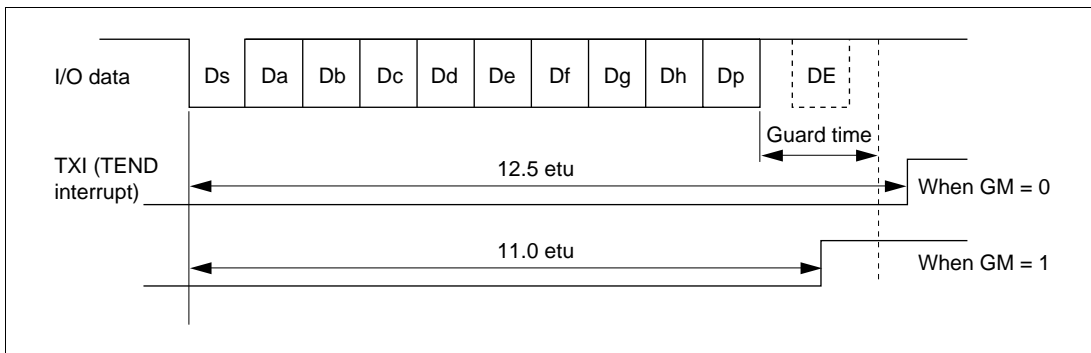 I/O data
Ds Da Db Dc Dd De Df Dg Dh Dp DE
Guard time
TXI (TEND
interrupt)
12.5 etu
When GM = 0
11.0 etu
When GM = 1